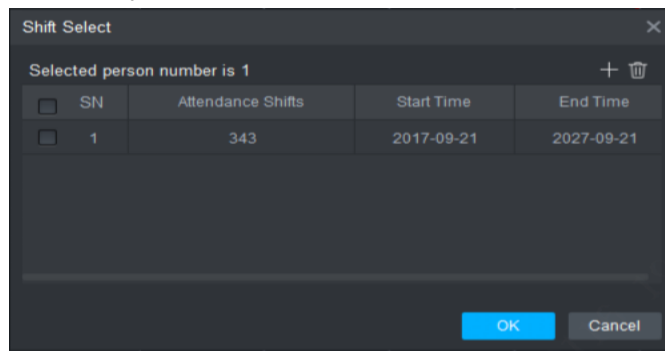 Shift Select
Selected person number is 1
SN Attendance Shifts Start Time End Time
1 343 2017-09-21 2027-09-21
OK Cancel